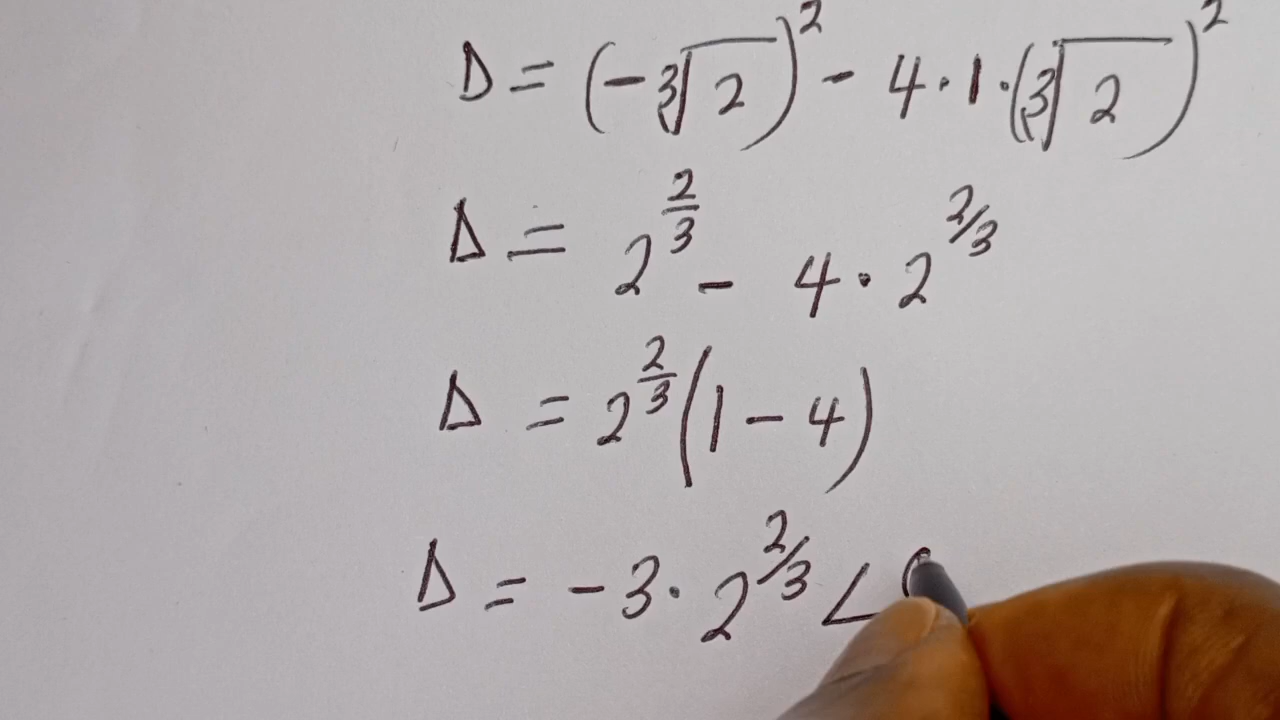 Δ = (-∛2)² - 4·1·(∛2)²
Δ = 2^{2/3} - 4·2^{2/3}
Δ = 2^{2/3}(1-4)
Δ = -3·2^{2/3} <